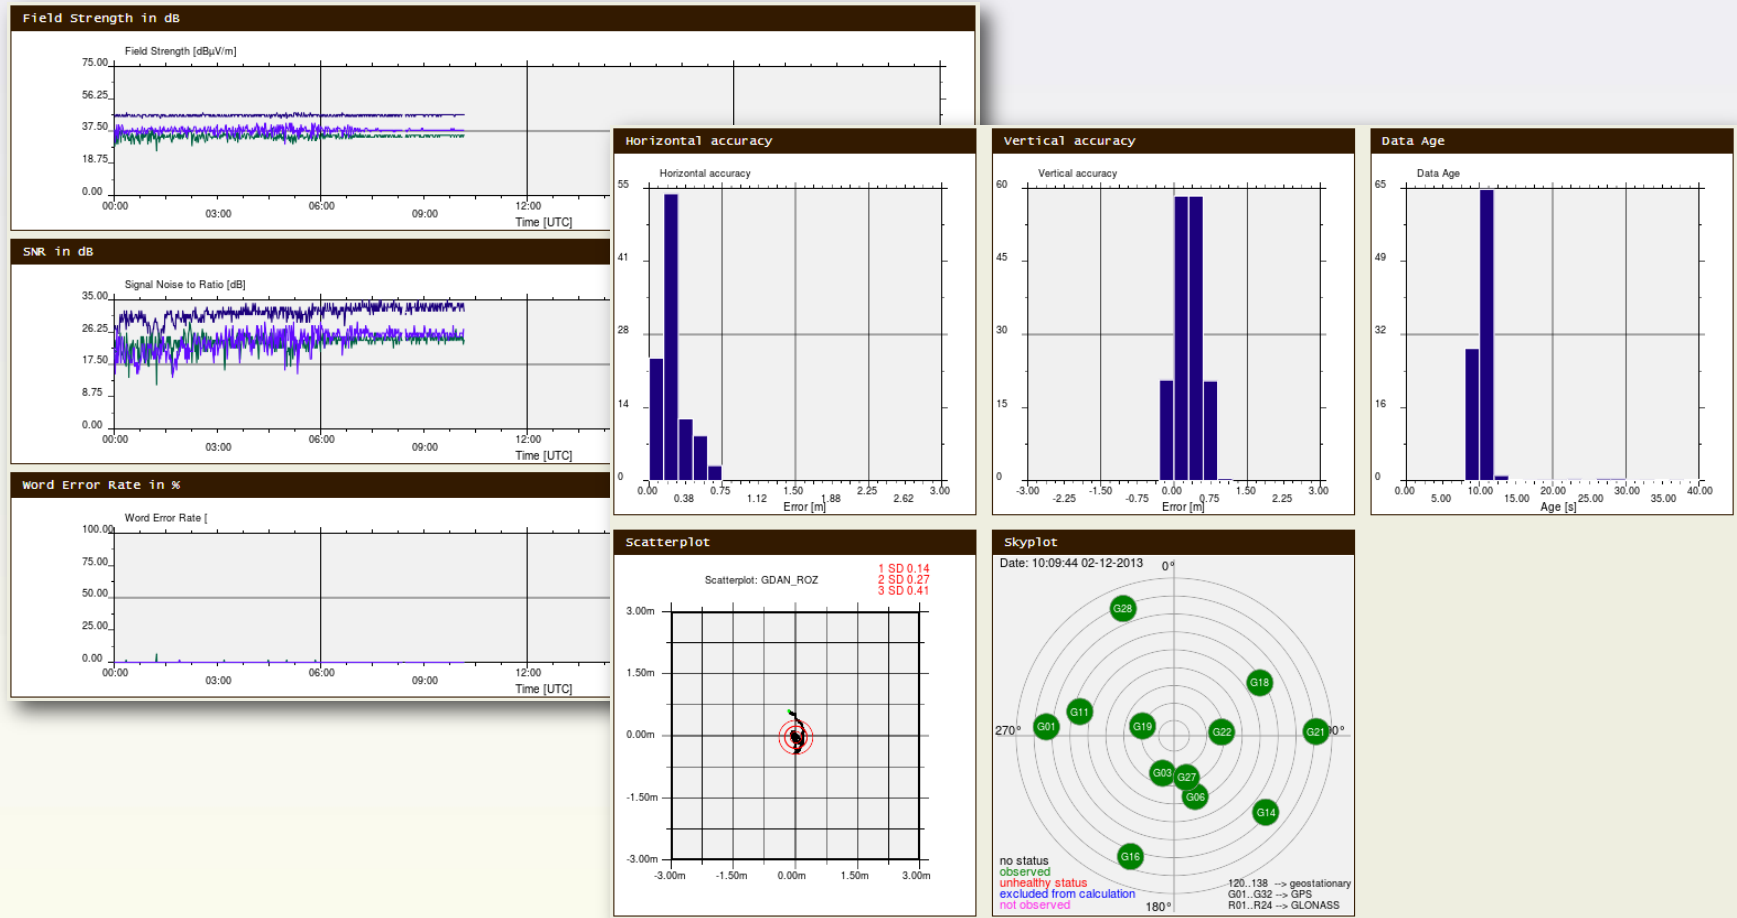 Field Strength in dB
Field Strength [dBµV/m]
75.00
56.25
37.50
18.75
0.00
00:00
03:00
06:00
09:00
12:00
Time [UTC]
SNR in dB
Signal Noise to Ratio [dB]
35.00
26.25
17.50
8.75
0.00
00:00
03:00
06:00
09:00
12:00
Time [UTC]
Word Error Rate in %
Word Error Rate [
100.00
75.00
50.00
25.00
0.00
00:00
03:00
06:00
09:00
12:00
Time [UTC]
Horizontal accuracy
Horizontal accuracy
55
41
28
14
0
0.00
0.38
0.75
1.12
1.50
1.88
2.25
2.62
3.00
Error [m]
Vertical accuracy
Vertical accuracy
60
45
30
15
0
-3.00
-2.25
-1.50
-0.75
0.00
0.75
1.50
2.25
3.00
Error [m]
Data Age
Data Age
65
49
32
16
0
0.00
5.00
10.00
15.00
20.00
25.00
30.00
35.00
40.00
Age [s]
Scatterplot
Scatterplot: GDAN_ROZ
1 SD 0.14
2 SD 0.27
3 SD 0.41
3.00m
1.50m
0.00m
-1.50m
-3.00m
-3.00m
-1.50m
0.00m
1.50m
3.00m
Skyplot
Date: 10:09:44 02-12-2013
0°
G28
G18
G11
G01
G19
G22
G21
270°
90°
G03
G27
G06
G14
G16
no status
observed
unhealthy status
excluded from calculation
not observed
180°
120..138 --> geostationary
G01..G32 --> GPS
R01..R24 --> GLONASS